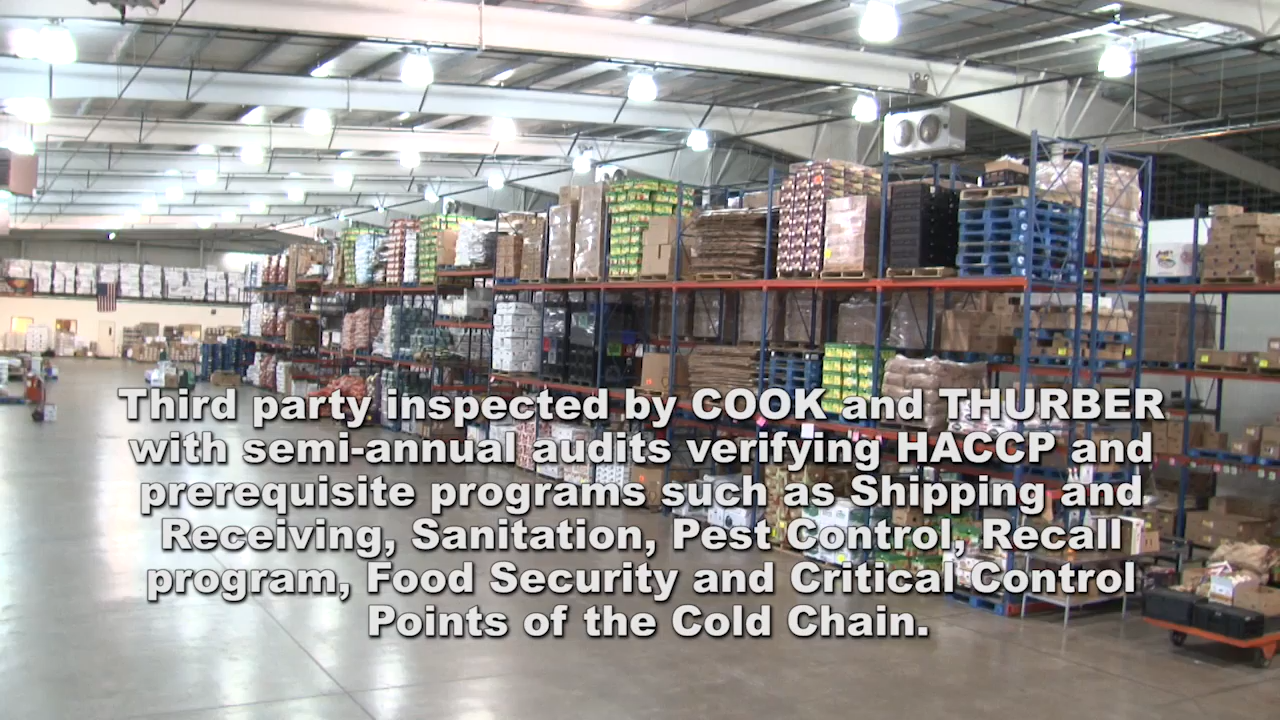 Third party inspected by COOK and THURBER
with semi-annual audits verifying HACCP and
prerequisite programs such as Shipping and
Receiving, Sanitation, Pest Control, Recall
program, Food Security and Critical Control
Points of the Cold Chain.